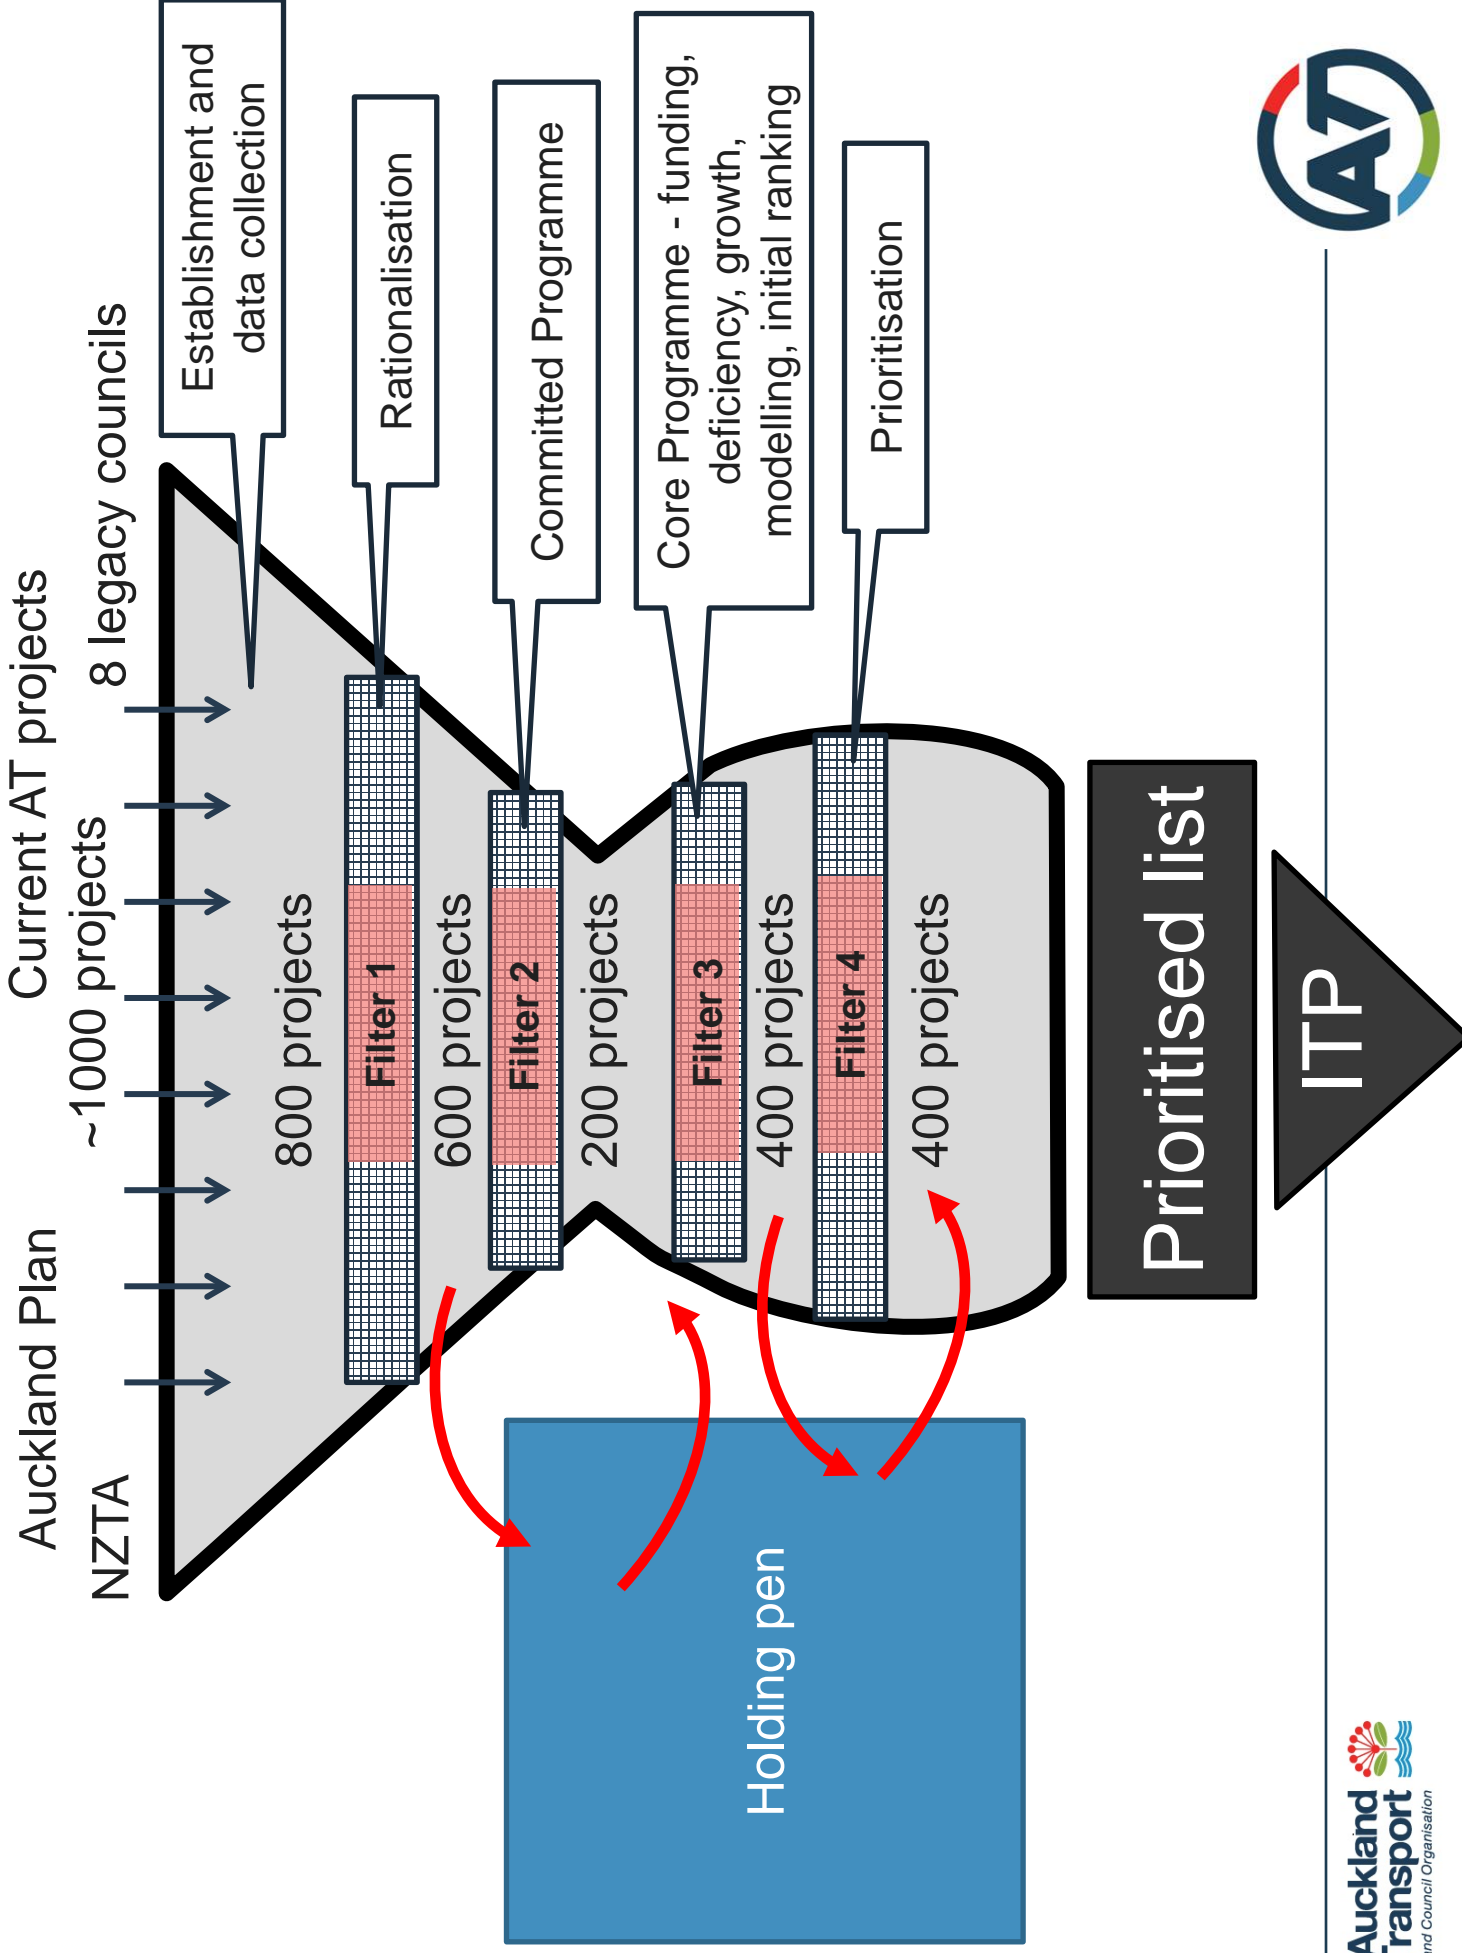 Auckland Plan
Current AT projects
NZTA
~1000 projects
8 legacy councils
Establishment and
data collection
800 projects
Filter 1
Rationalisation
600 projects
Filter 2
Committed Programme
200 projects
Filter 3
Core Programme - funding,
deficiency, growth,
modelling, initial ranking
400 projects
Filter 4
Prioritisation
400 projects
Holding pen
Prioritised list
ITP
Auckland
Transport
Council Organisation
AT